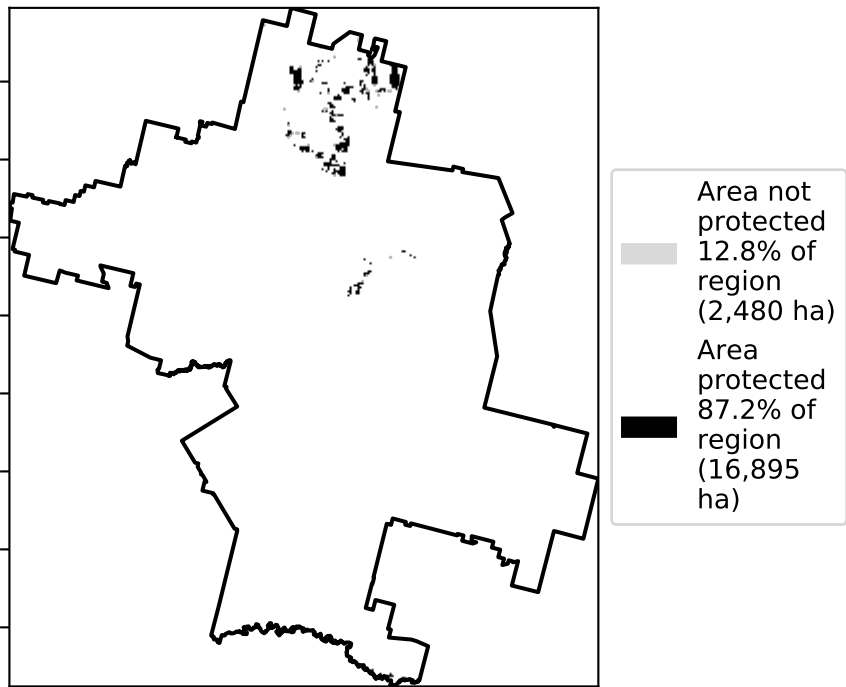 Area not
protected
12.8% of
region
(2,480 ha)
Area
protected
87.2% of
region
(16,895
ha)